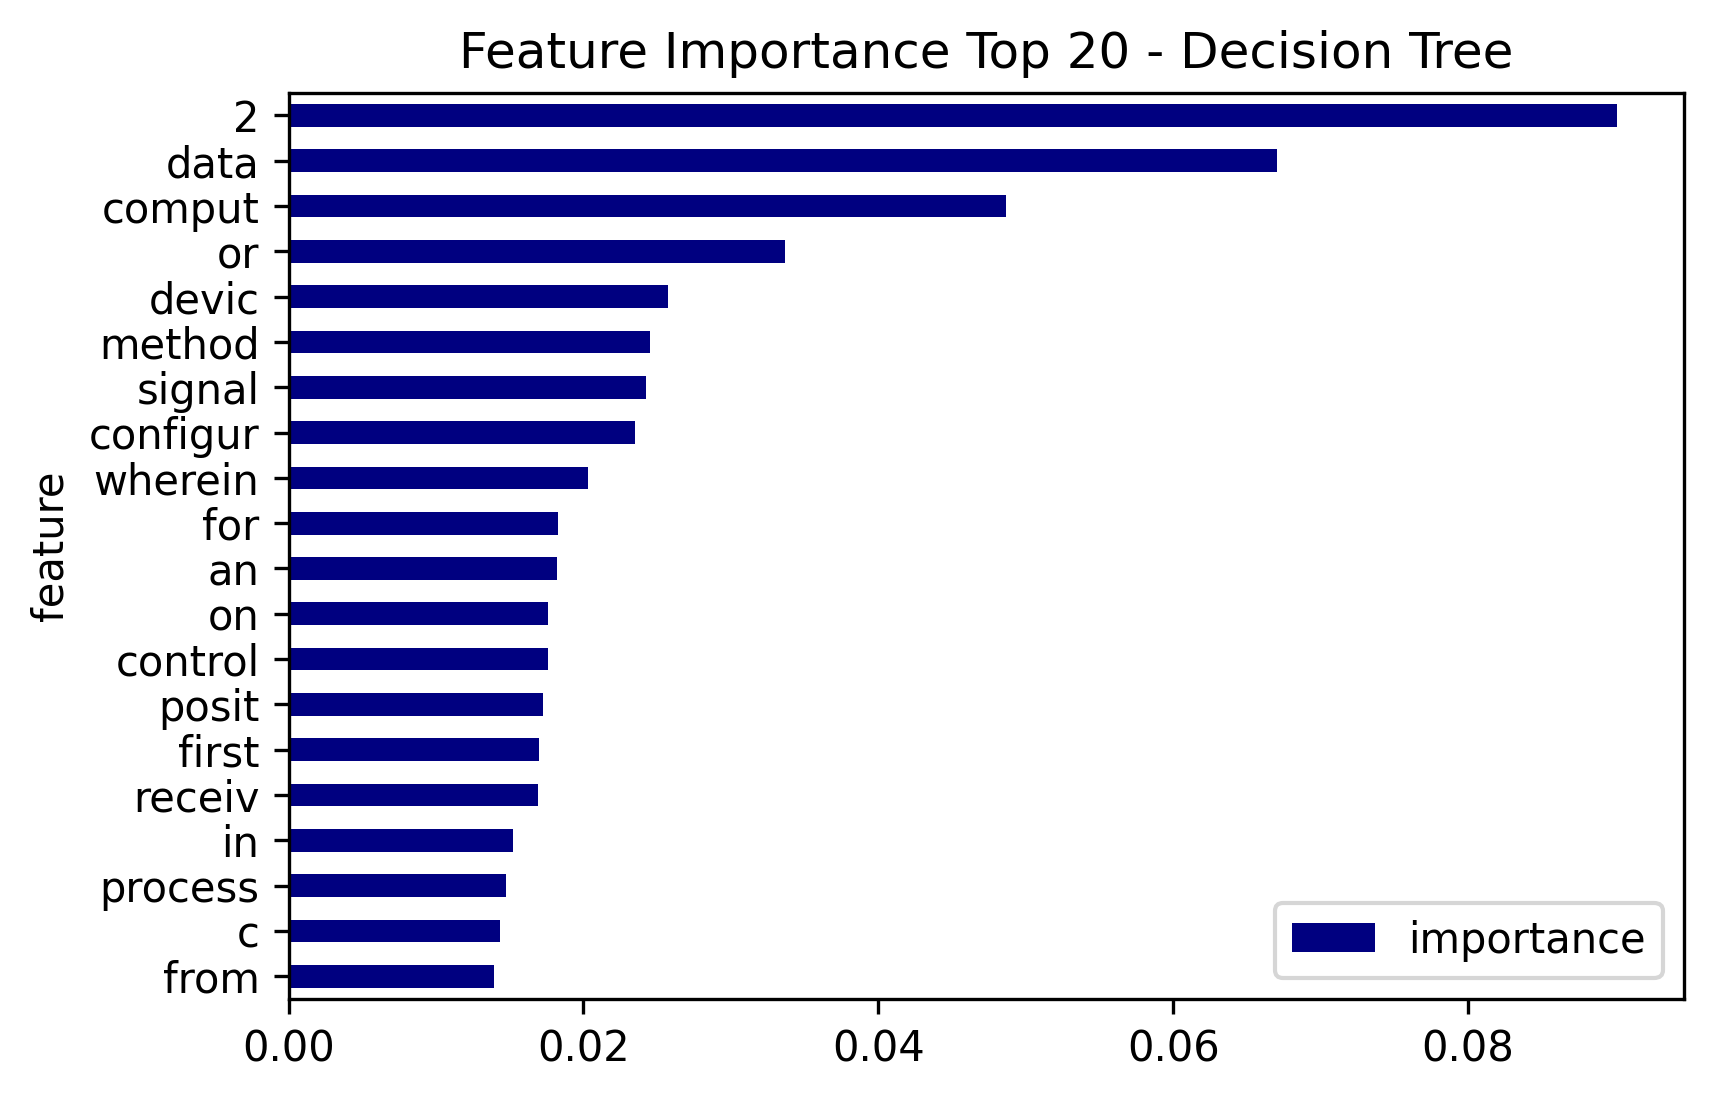 Feature Importance Top 20 - Decision Tree
2
data
comput
or
devic
method
signal
configur
wherein
for
an
on
control
posit
first
receiv
in
process
c
from
feature
importance
0.00 0.02 0.04 0.06 0.08